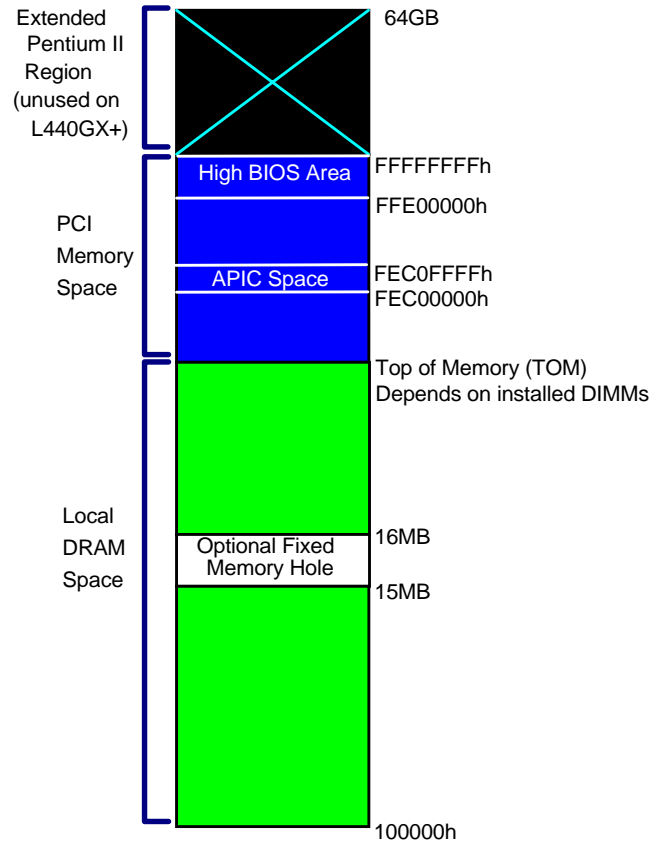 Extended
Pentium II
Region
(unused on
L440GX+)
64GB
High BIOS Area
FFFFFFFFh
FFE00000h
PCI
Memory
Space
APIC Space
FEC0FFFFh
FEC00000h
Top of Memory (TOM)
Depends on installed DIMMs
Local
DRAM
Space
16MB
Optional Fixed
Memory Hole
15MB
100000h